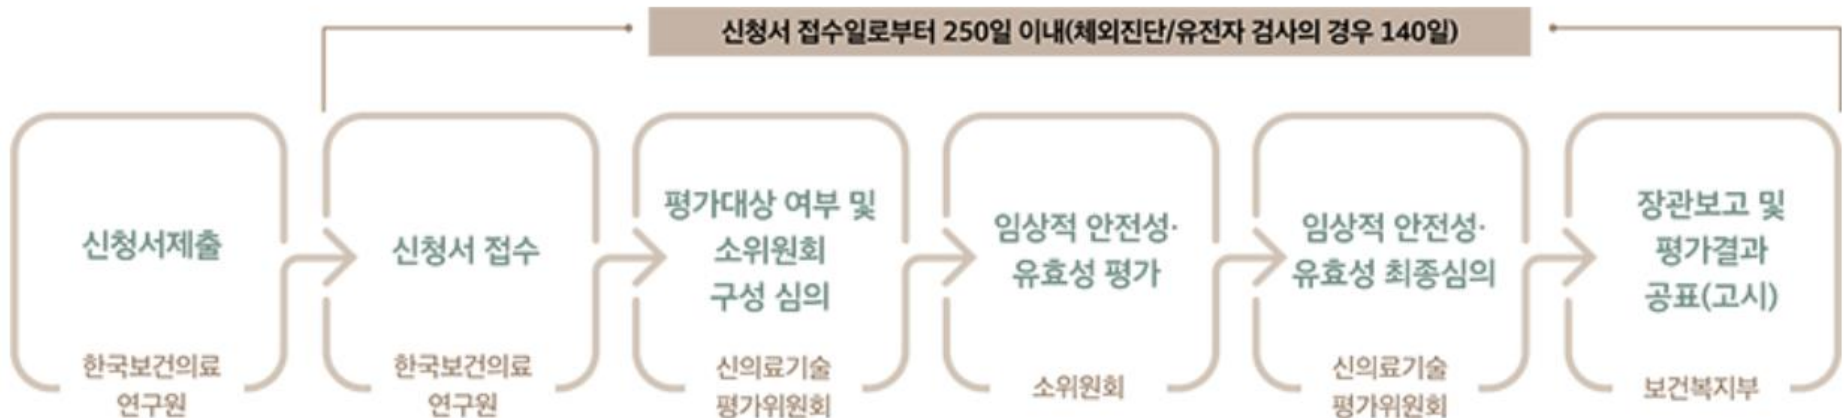 신청서 접수일로부터 250일 이내(체외진단/유전자 검사의 경우 140일)
신청서제출
한국보건의료
연구원
신청서 접수
한국보건의료
연구원
평가대상 여부 및
소위원회
구성 심의
신의료기술
평가위원회
임상적 안전성·
유효성 평가
소위원회
임상적 안전성·
유효성 최종심의
신의료기술
평가위원회
장관보고 및
평가결과
공표(고시)
보건복지부